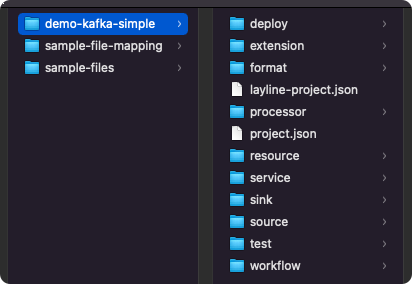 demo-kafka-simple
sample-file-mapping
sample-files
deploy
extension
format
layline-project.json
processor
project.json
resource
service
sink
source
test
workflow